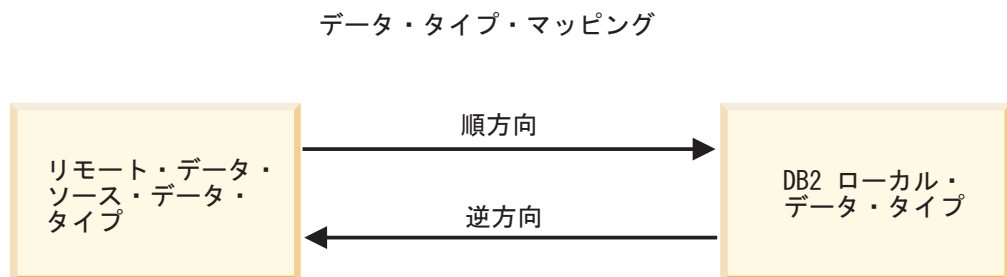 データ・タイプ・マッピング
順方向
リモート・データ・
ソース・データ・
タイプ
DB2 ローカル・
データ・タイプ
逆方向